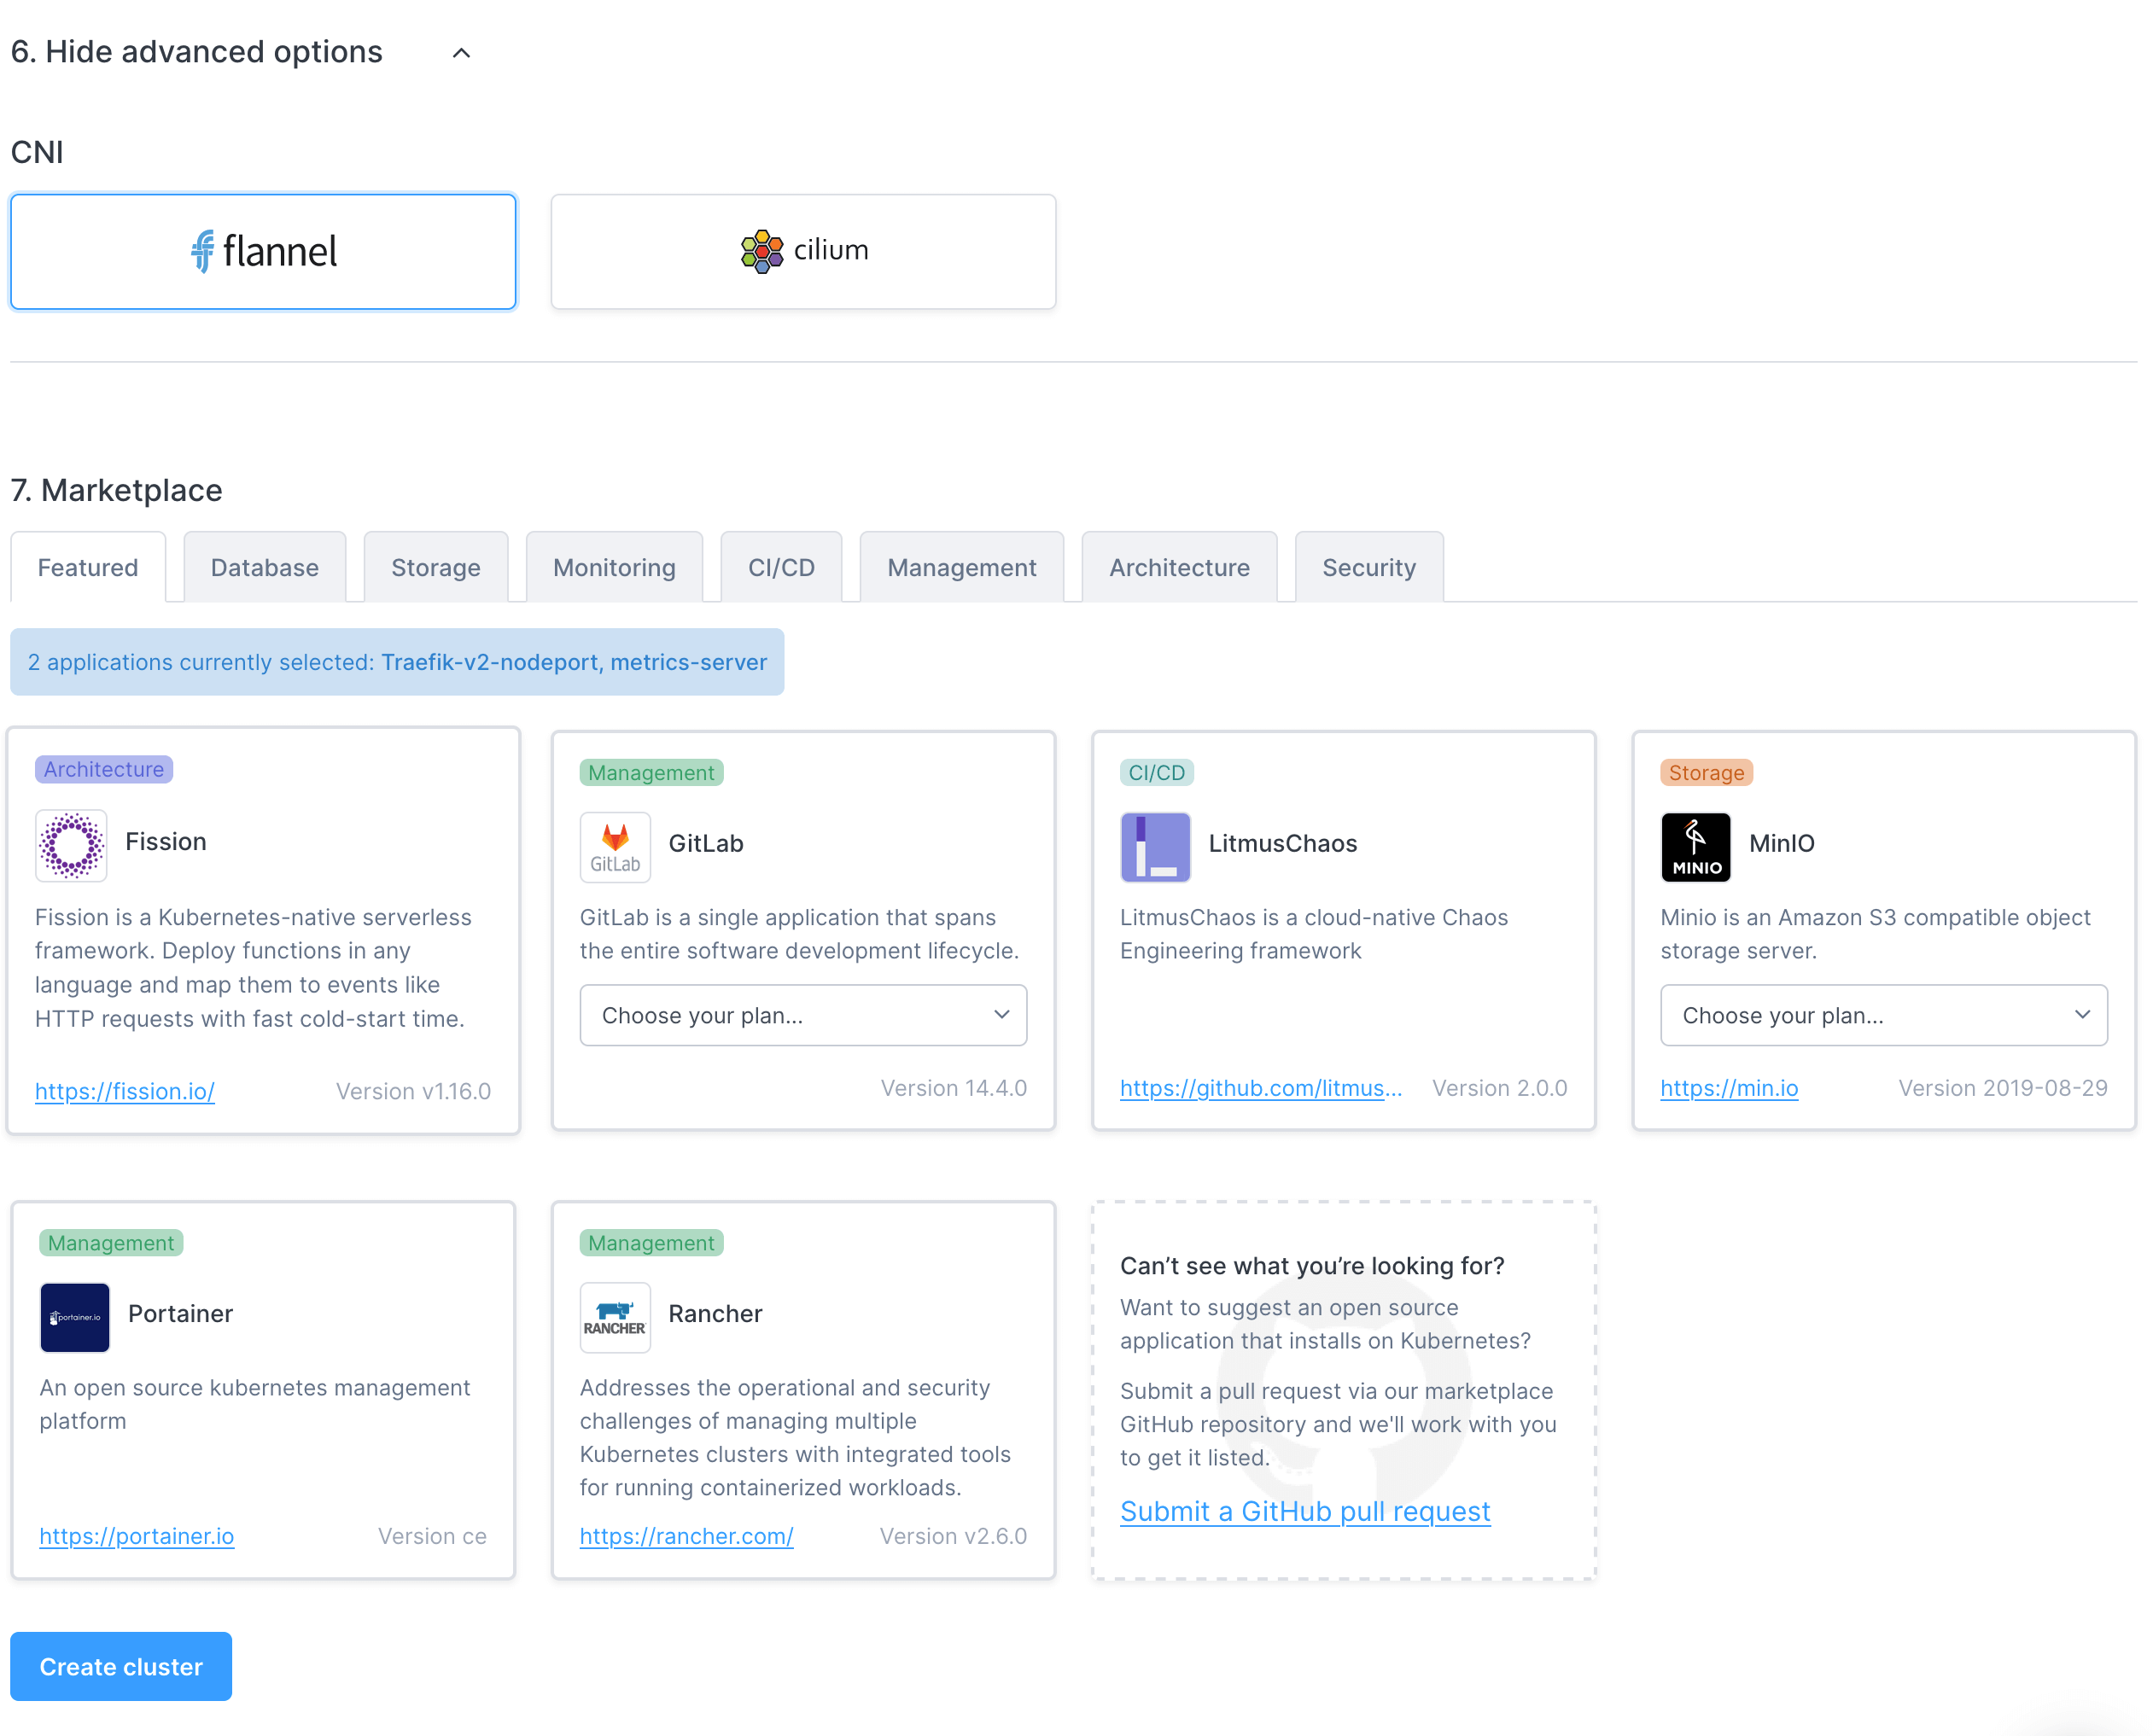 6. Hide advanced options
CNI
flannel
cilium
7. Marketplace
Featured
Database
Storage
Monitoring
CI/CD
Management
Architecture
Security
2 applications currently selected: Traefik-v2-nodeport, metrics-server
Architecture
Fission
Fission is a Kubernetes-native serverless
framework. Deploy functions in any
language and map them to events like
HTTP requests with fast cold-start time.
https://fission.io/
Version v1.16.0
Management
GitLab
GitLab
GitLab is a single application that spans
the entire software development lifecycle.
Choose your plan...
Version 14.4.0
CI/CD
LitmusChaos
LitmusChaos is a cloud-native Chaos
Engineering framework
https://github.com/litmus...
Version 2.0.0
Storage
MINIO
MinIO
Minio is an Amazon S3 compatible object
storage server.
Choose your plan...
https://min.io
Version 2019-08-29
Management
portainer.io
Portainer
An open source kubernetes management
platform
https://portainer.io
Version ce
Management
RANCHER
Rancher
Addresses the operational and security
challenges of managing multiple
Kubernetes clusters with integrated tools
for running containerized workloads.
https://rancher.com/
Version v2.6.0
Can’t see what you’re looking for?
Want to suggest an open source
application that installs on Kubernetes?
Submit a pull request via our marketplace
GitHub repository and we'll work with you
to get it listed.
Submit a GitHub pull request
Create cluster